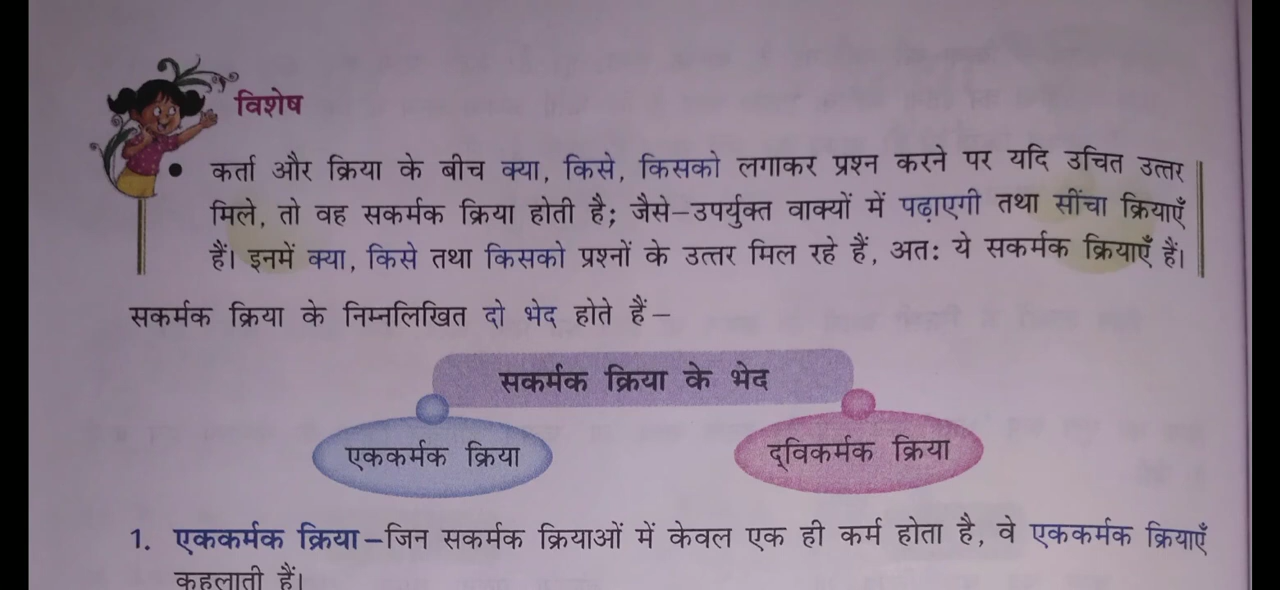 विशेष
• कर्ता और क्रिया के बीच क्या, किसे, किसको लगाकर प्रश्न करने पर यदि उचित उत्तर
मिले, तो वह सकर्मक क्रिया होती है; जैसे–उपर्युक्त वाक्यों में पढ़ाएगी तथा सींचा क्रियाएँ
हैं। इनमें क्या, किसे तथा किसको प्रश्नों के उत्तर मिल रहे हैं, अतः ये सकर्मक क्रियाएँ हैं।
सकर्मक क्रिया के निम्नलिखित दो भेद होते हैं–
सकर्मक क्रिया के भेद
एककर्मक क्रिया
द्‌विकर्मक क्रिया
1. एककर्मक क्रिया–जिन सकर्मक क्रियाओं में केवल एक ही कर्म होता है, वे एककर्मक क्रियाएँ
कहलाती हैं।